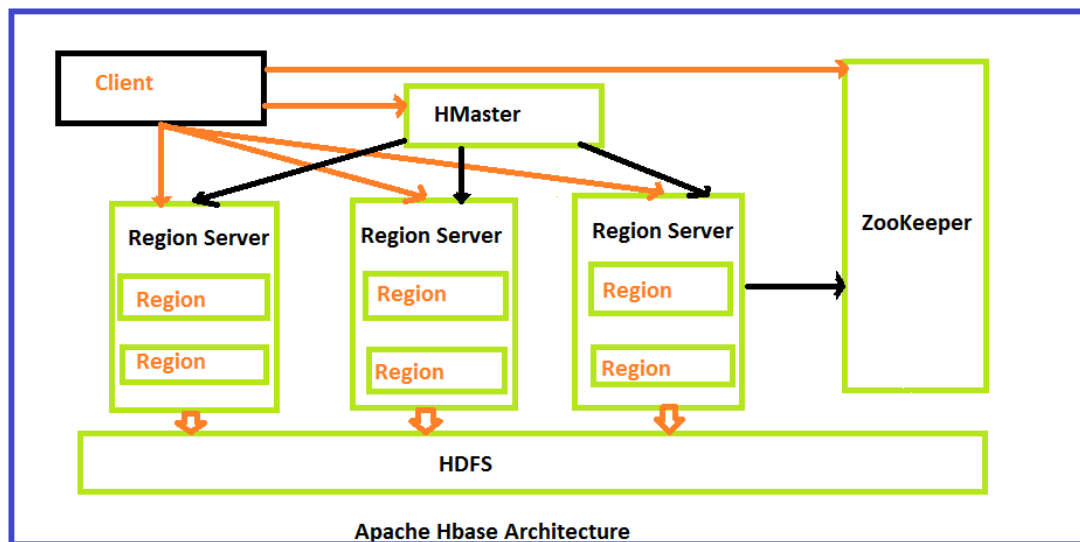 Client
HMaster
Region Server
Region
Region
Region Server
Region
Region
Region Server
Region
Region
ZooKeeper
HDFS
Apache Hbase Architecture